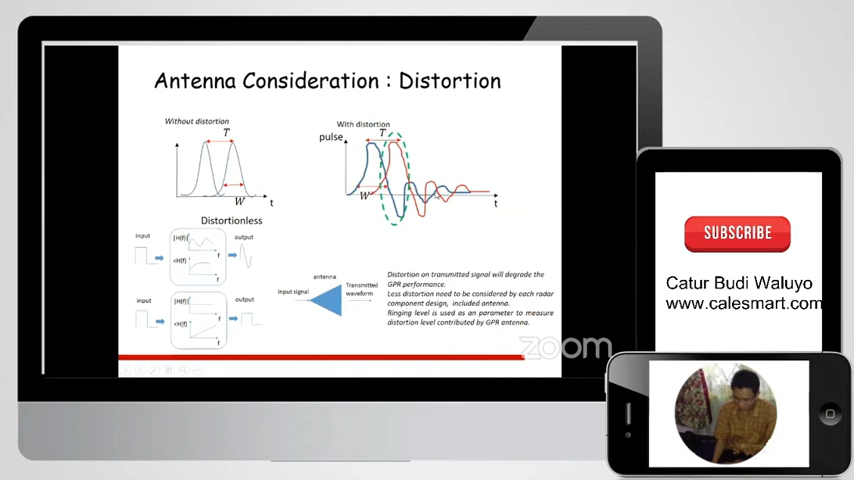 Antenna Consideration : Distortion
Without distortion
T
W
t
With distortion
pulse
T
W
t
Distortionless
input
|H(f)|
f
<H(f)
f
output
input
|H(f)|
f
<H(f)
f
output
Input signal
antenna
Transmitted
waveform
Distortion on transmitted signal will degrade the
GPR performance.
Less distortion need to be considered by each radar
component design, included antenna.
Ringing level is used as an parameter to measure
distortion level contributed by GPR antenna.
zoom
SUBSCRIBE
Catur Budi Waluyo
www.calesmart.com